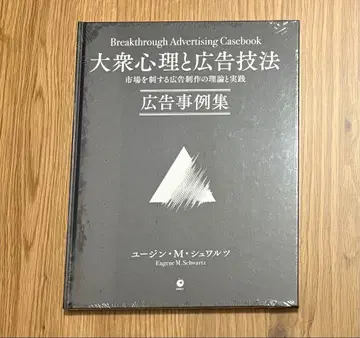 Breakthrough Advertising Casebook
大衆心理と広告技法
市場を制する広告制作の理論と実践
広告事例集
ユージン・M・シュワルツ
Eugene M. Schwartz